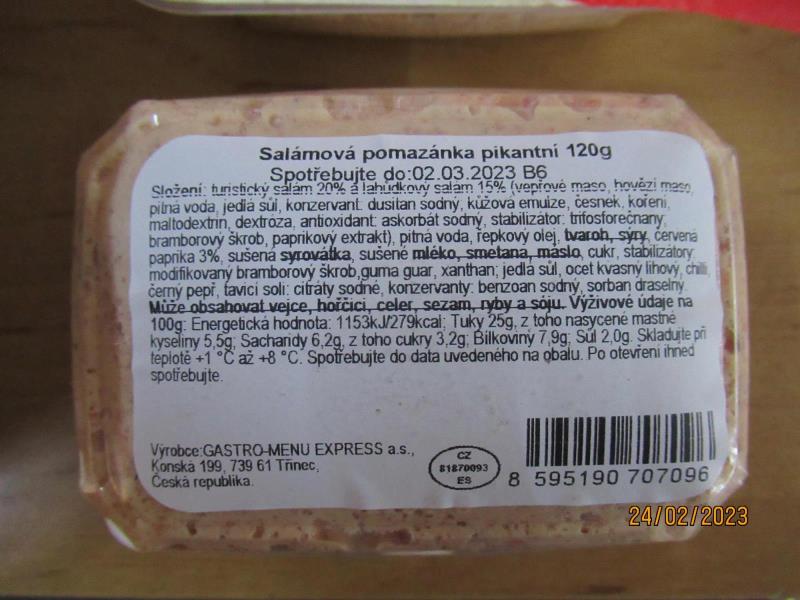 Salámová pomazánka pikantní 120g
Spotřebujte do:02.03.2023 B6
Složení: turistický salám 20% a lahůdkový salám 15% (vepřové maso, hovězí maso,
pitná voda, jedlá sůl, konzervant: dusitan sodný, kůžová emulze, česnek, koření,
maltodextrin, dextróza, antioxidant: askorbát sodný, stabilizátor: trifosforečnany,
bramborový škrob, paprikový extrakt), pitná voda, řepkový olej, tvaroh, sýry, červená
paprika 3%, sušená syrovátka, sušené mléko, smetana, máslo, cukr, stabilizátory:
modifikovaný bramborový škrob,guma guar, xanthan; jedlá sůl, ocet kvasný lihový, chilli,
černý pepř, tavící soli: citráty sodné, konzervanty: benzoan sodný, sorban draselný.
Může obsahovat vejce, hořčici, celer, sezam, ryby a sóju. Výživové údaje na
100g: Energetická hodnota: 1153kJ/279kcal; Tuky 25g, z toho nasycené mastné
kyseliny 5,5g; Sacharidy 6,2g, z toho cukry 3,2g; Bílkoviny 7,9g; Sůl 2,0g. Skladujte při
teplotě +1 °C až +8 °C. Spotřebujte do data uvedeného na obalu. Po otevření ihned
spotřebujte.
Výrobce:GASTRO-MENU EXPRESS a.s.,
Konská 199, 739 61 Třinec,
Česká republika.
CZ
81870093
ES
8 595190 707096
24/02/2023